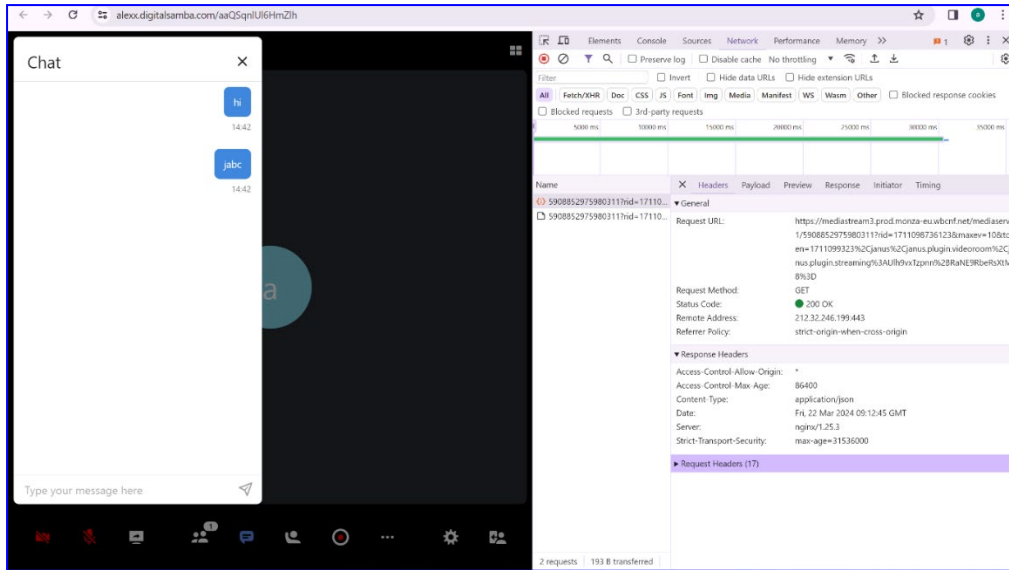 alexx.digitalsamba.com/aaQSqnlUl6HmZlh
Chat
hi
14:42
jabc
14:42
a
Type your message here
1
Elements Console Sources Network Performance Memory
1
Preserve log Disable cache No throttling
Filter Invert Hide data URLs Hide extension URLs
All Fetch/XHR Doc CSS JS Font Img Media Manifest WS Wasm Other Blocked response cookies
Blocked requests 3rd-party requests
5000 ms 10000 ms 15000 ms 20000 ms 25000 ms 30000 ms 35000 ms
Name
5908852975980311?rid=17110...
5908852975980311?rid=17110...
Headers Payload Preview Response Initiator Timing
General
Request URL: https://mediastream3.prod.monza-eu.wbcnf.net/mediaserv
1/5908852975980311?rid=1711098736123&maxev=10&to
en=1711099323%2Cjanus%2Cjanus.plugin.videoroom%2C
nus.plugin.streaming%3AUlh9vxTzpnn%28RaNE9RbeRsXtM
8%3D
Request Method: GET
Status Code: 200 OK
Remote Address: 212.32.246.199:443
Referrer Policy: strict-origin-when-cross-origin
Response Headers
Access-Control-Allow-Origin: *
Access-Control-Max-Age: 86400
Content-Type: application/json
Date: Fri, 22 Mar 2024 09:12:45 GMT
Server: nginx/1.25.3
Strict-Transport-Security: max-age=31536000
Request Headers (17)
2 requests 193 B transferred